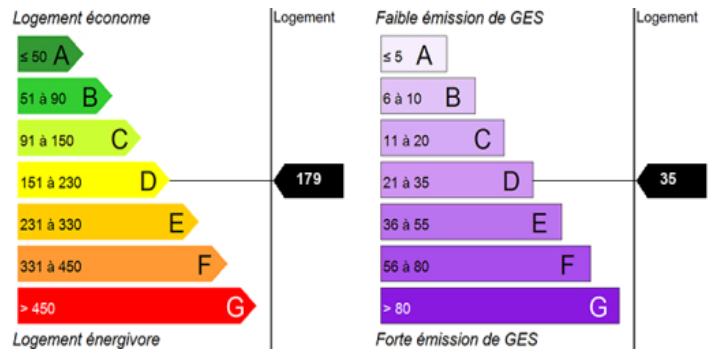 Logement économe
Logement
≤ 50 A
51 à 90 B
91 à 150 C
151 à 230 D
179
231 à 330 E
331 à 450 F
> 450 G
Logement énergivore
Faible émission de GES
Logement
≤ 5 A
6 à 10 B
11 à 20 C
21 à 35 D
35
36 à 55 E
56 à 80 F
> 80 G
Forte émission de GES